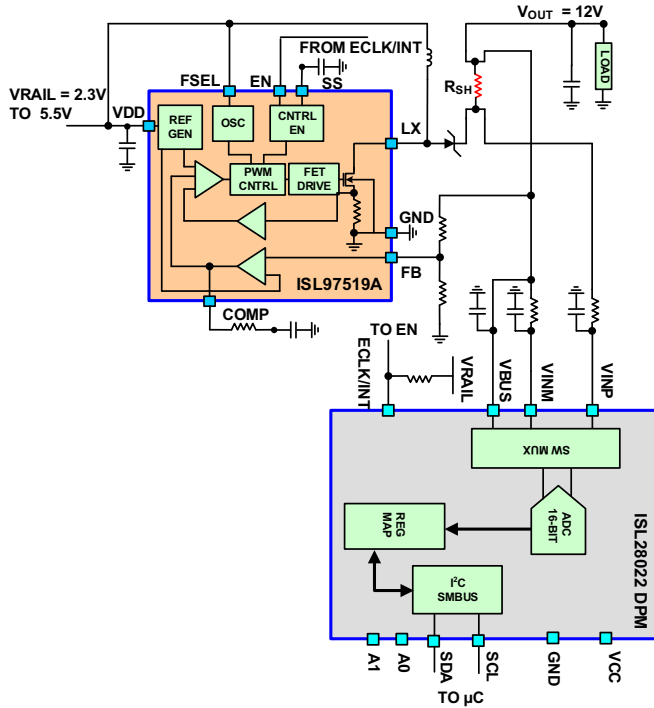 VOUT = 12V
FROM ECLK/INT
FSEL
EN
SS
LOAD
RSH
VRAIL = 2.3V
TO 5.5V
VDD
REF
GEN
OSC
CNTRL
EN
LX
PWM
CNTRL
FET
DRIVE
GND
FB
ISL97519A
COMP
TO EN
ECLK/INT
VRAIL
VBUS
VINM
VINP
SW MUX
ADC
16-BIT
REG
MAP
ISL28022 DPM
I²C
SMBUS
A1
A0
SDA
SCL
GND
VCC
TO µC